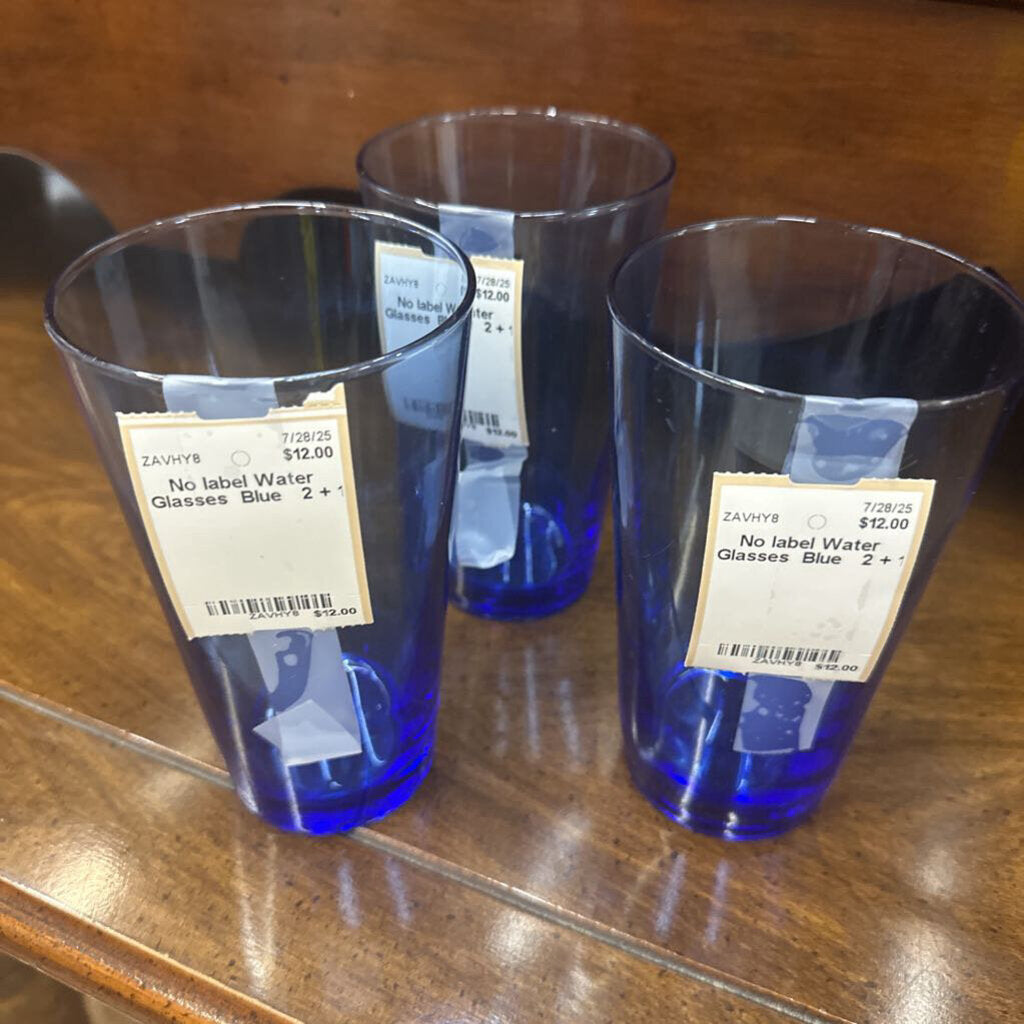 7/28/25
ZAVHY8 $12.00
No label Water
Glasses Blue 2 + 1
ZAVHY8 $12.00
ZAVHY8 7/28/25
$12.00
No label Water
Glasses Blue 2 + 1
$12.00
7/28/25
ZAVHY8 $12.00
No label Water
Glasses Blue 2 + 1
ZAVHY8 $12.00